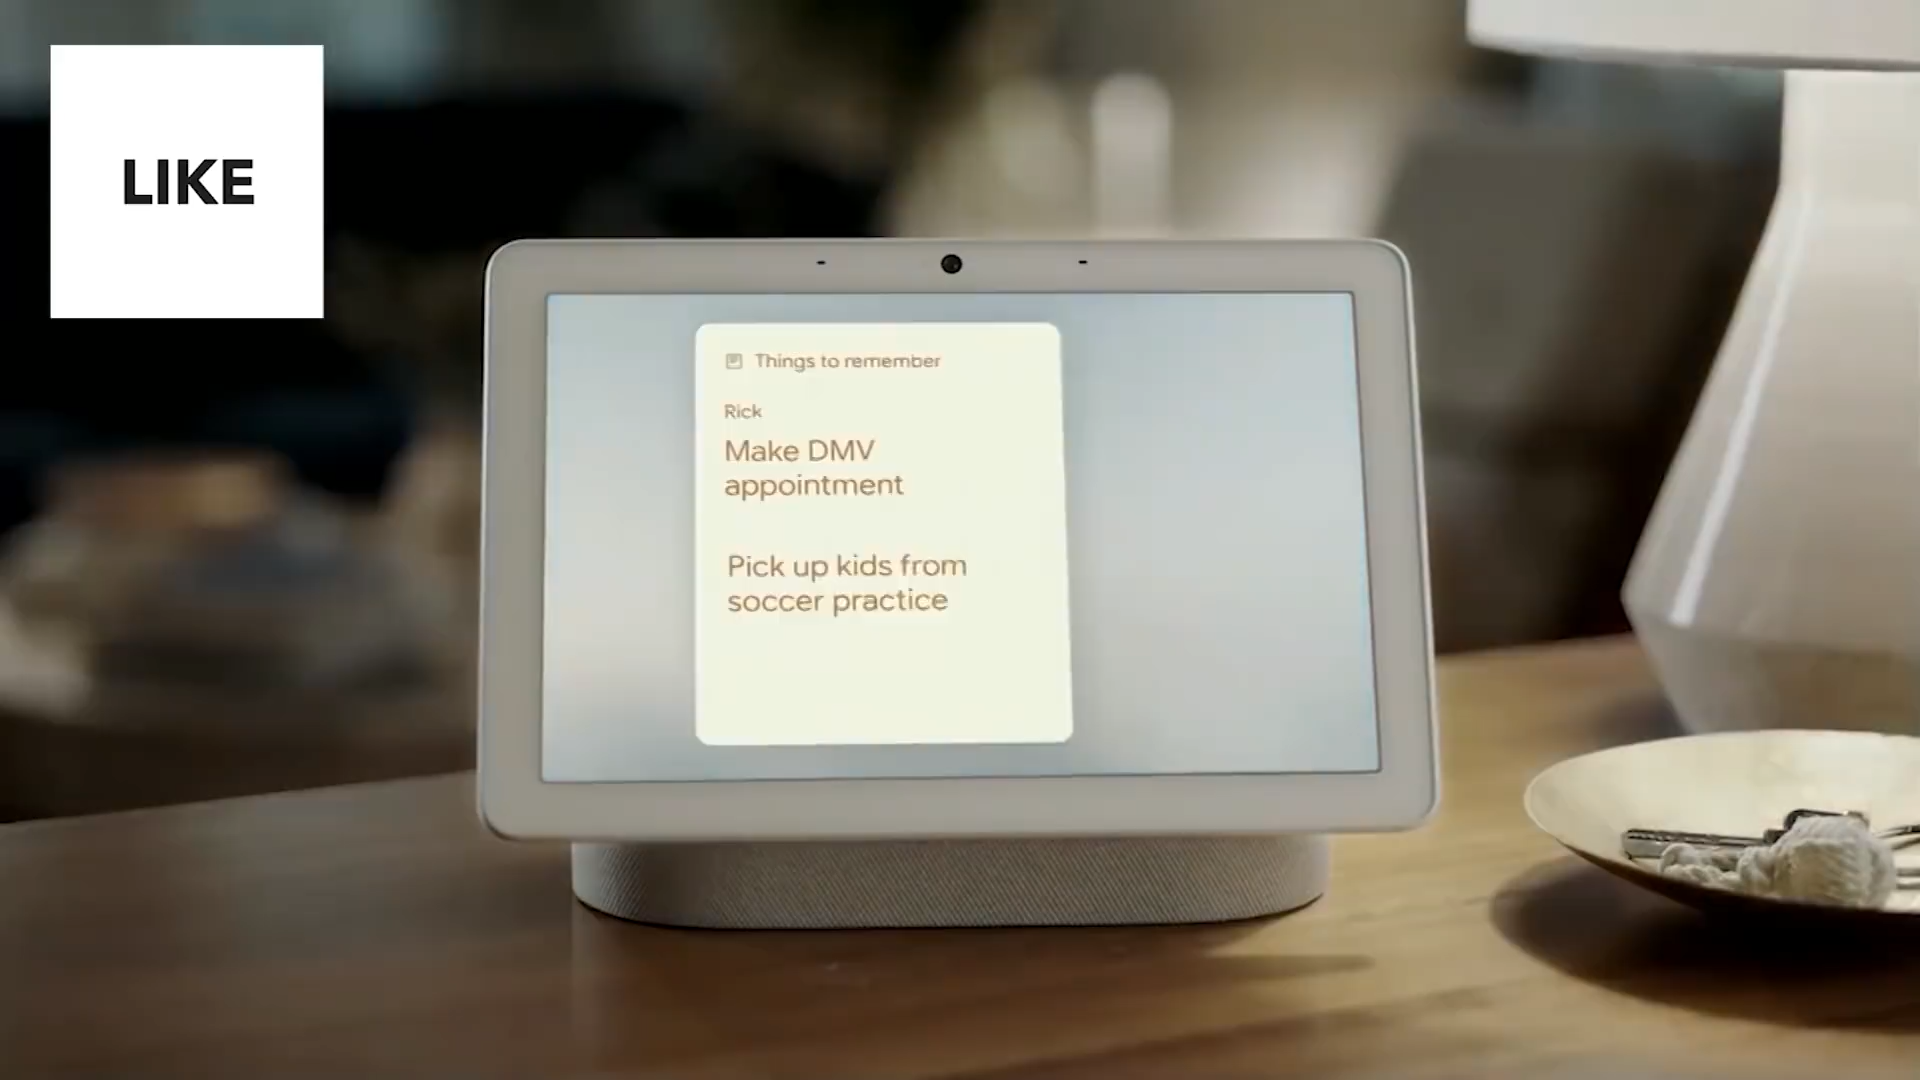 LIKE
Things to remember
Rick
Make DMV
appointment
Pick up kids from
soccer practice